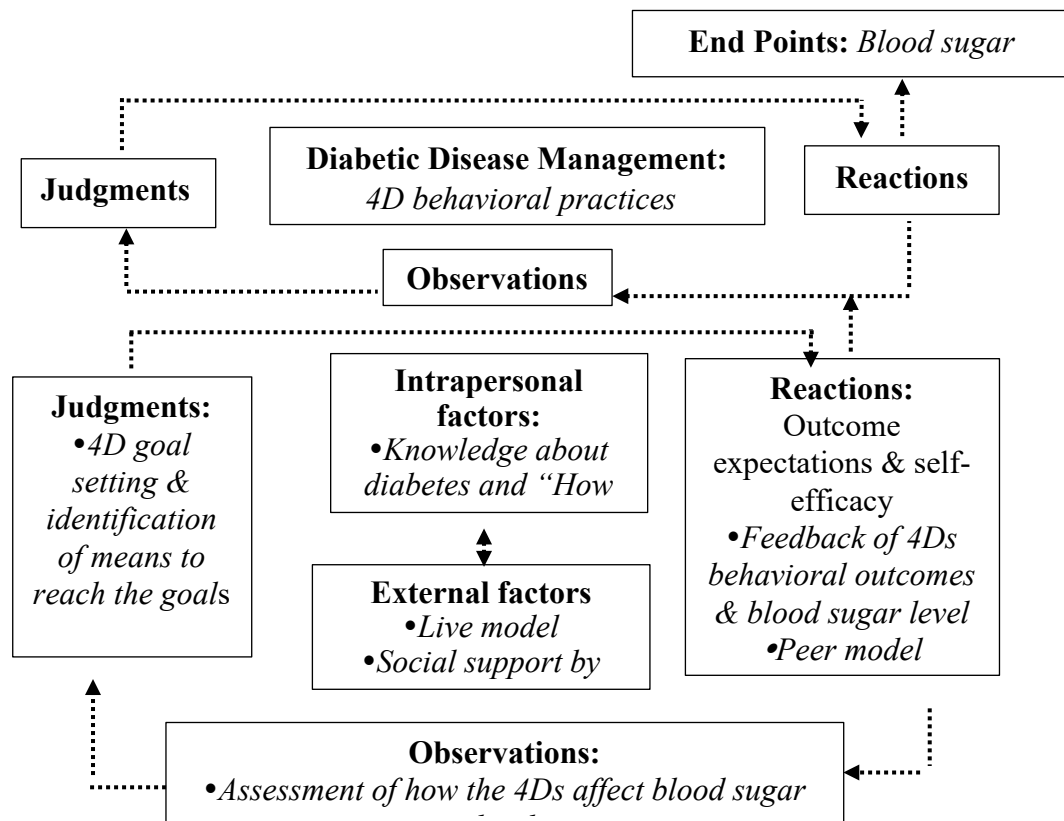 End Points: Blood sugar
Diabetic Disease Management:
4D behavioral practices
Judgments
Reactions
Observations
Judgments:
•4D goal
setting &
identification
of means to
reach the goals
Intrapersonal
factors:
•Knowledge about
diabetes and “How
External factors
•Live model
•Social support by
Reactions:
Outcome
expectations & self-
efficacy
•Feedback of 4Ds
behavioral outcomes
& blood sugar level
•Peer model
Observations:
•Assessment of how the 4Ds affect blood sugar